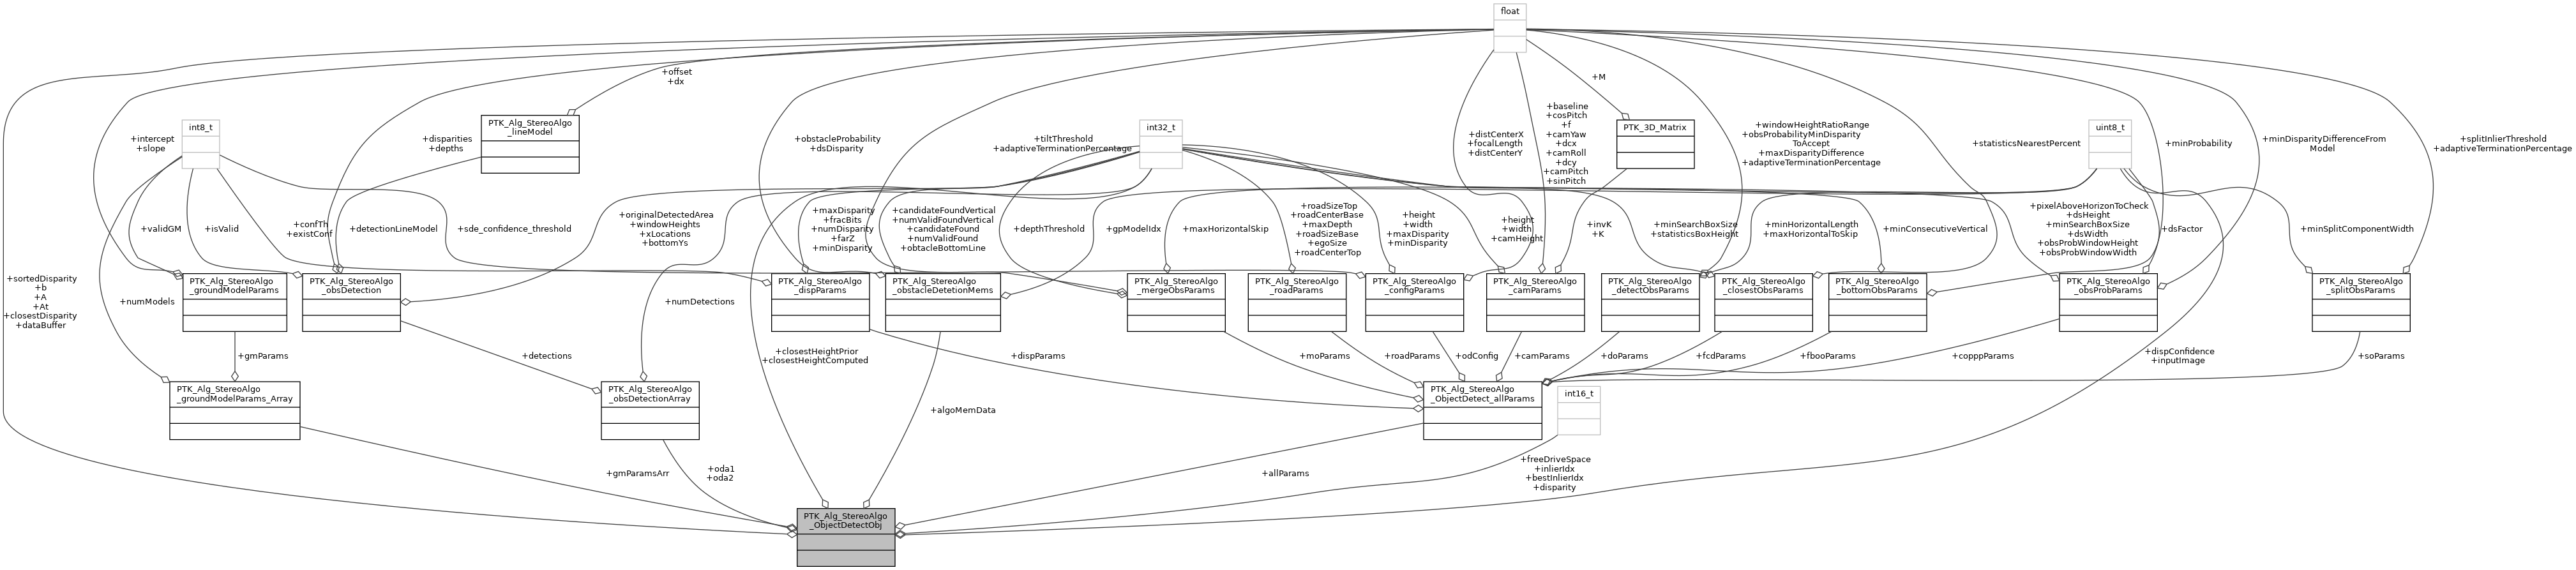 float
+offset
+dx
+M
int8_t
PTK_Alg_StereoAlgo
_lineModel
int32_t
PTK_3D_Matrix
uint8_t
+intercept
+slope
+disparities
+depths
+obstacleProbability
+dsDisparity
+tiltThreshold
+adaptiveTerminationPercentage
+distCenterX
+focalLength
+distCenterY
+baseline
+cosPitch
+f
+camYaw
+dcx
+camRoll
+dcy
+camPitch
+sinPitch
+windowHeightRatioRange
+obsProbabilityMinDisparity
ToAccept
+maxDisparityDifference
+adaptiveTerminationPercentage
+statisticsNearestPercent
+minProbability
+minDisparityDifferenceFrom
Model
+splitInlierThreshold
+adaptiveTerminationPercentage
+validGM
+isValid
+confTh
+existConf
+detectionLineModel
+sde_confidence_threshold
+originalDetectedArea
+windowHeights
+xLocations
+bottomYs
+maxDisparity
+fracBits
+numDisparity
+farZ
+minDisparity
+candidateFoundVertical
+numValidFoundVertical
+candidateFound
+numValidFound
+obtacleBottomLine
+depthThreshold
+gpModelIdx
+maxHorizontalSkip
+roadSizeTop
+roadCenterBase
+maxDepth
+roadSizeBase
+egoSize
+roadCenterTop
+height
+width
+maxDisparity
+minDisparity
+height
+width
+camHeight
+invK
+K
+minSearchBoxSize
+statisticsBoxHeight
+minHorizontalLength
+maxHorizontalToSkip
+minConsecutiveVertical
+pixelAboveHorizonToCheck
+dsHeight
+minSearchBoxSize
+dsWidth
+obsProbWindowHeight
+obsProbWindowWidth
+dsFactor
+minSplitComponentWidth
+sortedDisparity
+b
+A
+At
+closestDisparity
+dataBuffer
+numModels
PTK_Alg_StereoAlgo
_groundModelParams
PTK_Alg_StereoAlgo
_obsDetection
+numDetections
PTK_Alg_StereoAlgo
_dispParams
PTK_Alg_StereoAlgo
_obstacleDetetionMems
PTK_Alg_StereoAlgo
_mergeObsParams
PTK_Alg_StereoAlgo
_roadParams
PTK_Alg_StereoAlgo
_configParams
PTK_Alg_StereoAlgo
_camParams
PTK_Alg_StereoAlgo
_detectObsParams
PTK_Alg_StereoAlgo
_closestObsParams
PTK_Alg_StereoAlgo
_bottomObsParams
PTK_Alg_StereoAlgo
_obsProbParams
PTK_Alg_StereoAlgo
_splitObsParams
+gmParams
+detections
+closestHeightPrior
+closestHeightComputed
+dispParams
+moParams
+roadParams
+odConfig
+camParams
+doParams
+fcdParams
+fbooParams
+copppParams
+dispConfidence
+inputImage
+soParams
PTK_Alg_StereoAlgo
_groundModelParams_Array
PTK_Alg_StereoAlgo
_obsDetectionArray
+algoMemData
PTK_Alg_StereoAlgo
_ObjectDetect_allParams
int16_t
+gmParamsArr
+oda1
+oda2
+allParams
+freeDriveSpace
+inlierIdx
+bestInlierIdx
+disparity
PTK_Alg_StereoAlgo
_ObjectDetectObj